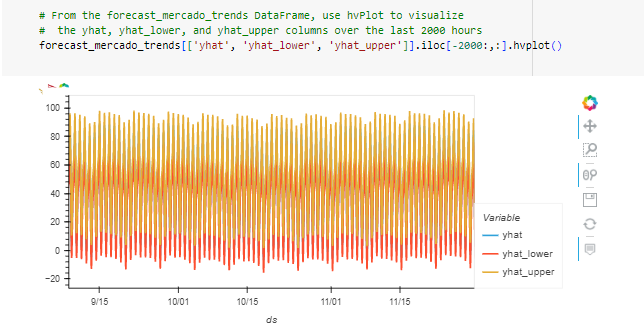 # From the forecast_mercado_trends DataFrame, use hvPlot to visualize
#  the yhat, yhat_lower, and yhat_upper columns over the last 2000 hours
forecast_mercado_trends[['yhat', 'yhat_lower', 'yhat_upper']].iloc[-2000:,:].hvplot()
100
80
60
40
20
0
−20
9/15
10/01
10/15
11/01
11/15
ds
Variable
yhat
yhat_lower
yhat_upper